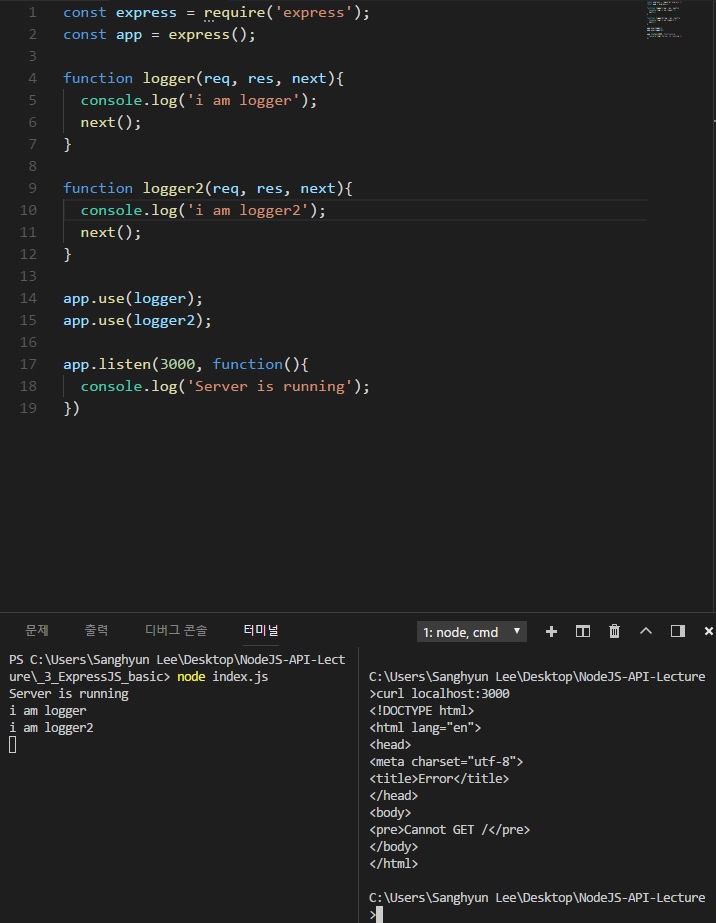 1 const express = require('express');
2 const app = express();
3
4 function logger(req, res, next){
5 console.log('i am logger');
6 next();
7 }
8
9 function logger2(req, res, next){
10 console.log('i am logger2');
11 next();
12 }
13
14 app.use(logger);
15 app.use(logger2);
16
17 app.listen(3000, function(){
18 console.log('Server is running');
19 })
문제 출력 디버그 콘솔 터미널 1: node, cmd
PS C:\Users\Sanghyun Lee\Desktop\NodeJS-API-Lect
ure\_3_ExpressJS_basic> node index.js
Server is running
i am logger
i am logger2
C:\Users\Sanghyun Lee\Desktop\NodeJS-API-Lecture
>curl localhost:3000
<!DOCTYPE html>
<html lang="en">
<head>
<meta charset="utf-8">
<title>Error</title>
</head>
<body>
<pre>Cannot GET /</pre>
</body>
</html>
C:\Users\Sanghyun Lee\Desktop\NodeJS-API-Lecture
>